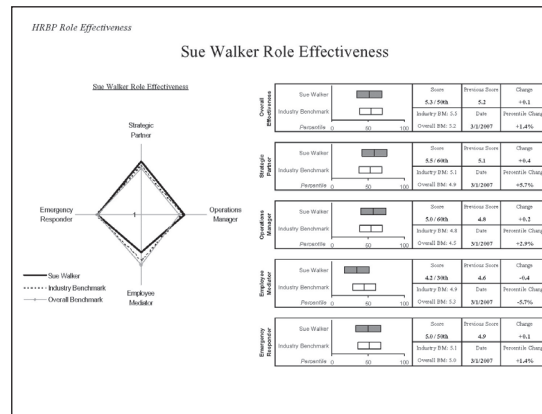 HRBP Role Effectiveness
Sue Walker Role Effectiveness
Sue Walker Role Effectiveness
Strategic
Partner
Emergency
Responder
1
Operations
Manager
Employee
Mediator
Sue Walker
Industry Benchmark
Overall Benchmark
Overall
Effectiveness
Sue Walker
Industry Benchmark
Percentile 0 50 100
Score Previous Score Change
5.3 / 50th 5.2 +0.1
Industry BM: 5.5 Date Percentile Change
Overall BM: 5.2 3/1/2007 +1.4%
Strategic
Partner
Sue Walker
Industry Benchmark
Percentile 0 50 100
Score Previous Score Change
5.5 / 60th 5.1 +0.4
Industry BM: 5.1 Date Percentile Change
Overall BM: 4.9 3/1/2007 +5.7%
Operations
Manager
Sue Walker
Industry Benchmark
Percentile 0 50 100
Score Previous Score Change
5.0 / 60th 4.8 +0.2
Industry BM: 4.8 Date Percentile Change
Overall BM: 4.5 3/1/2007 +2.9%
Employee
Mediator
Sue Walker
Industry Benchmark
Percentile 0 50 100
Score Previous Score Change
4.2 / 30th 4.6 -0.4
Industry BM: 4.9 Date Percentile Change
Overall BM: 5.3 3/1/2007 -5.7%
Emergency
Responder
Sue Walker
Industry Benchmark
Percentile 0 50 100
Score Previous Score Change
5.0 / 50th 4.9 +0.1
Industry BM: 5.1 Date Percentile Change
Overall BM: 5.0 3/1/2007 +1.4%